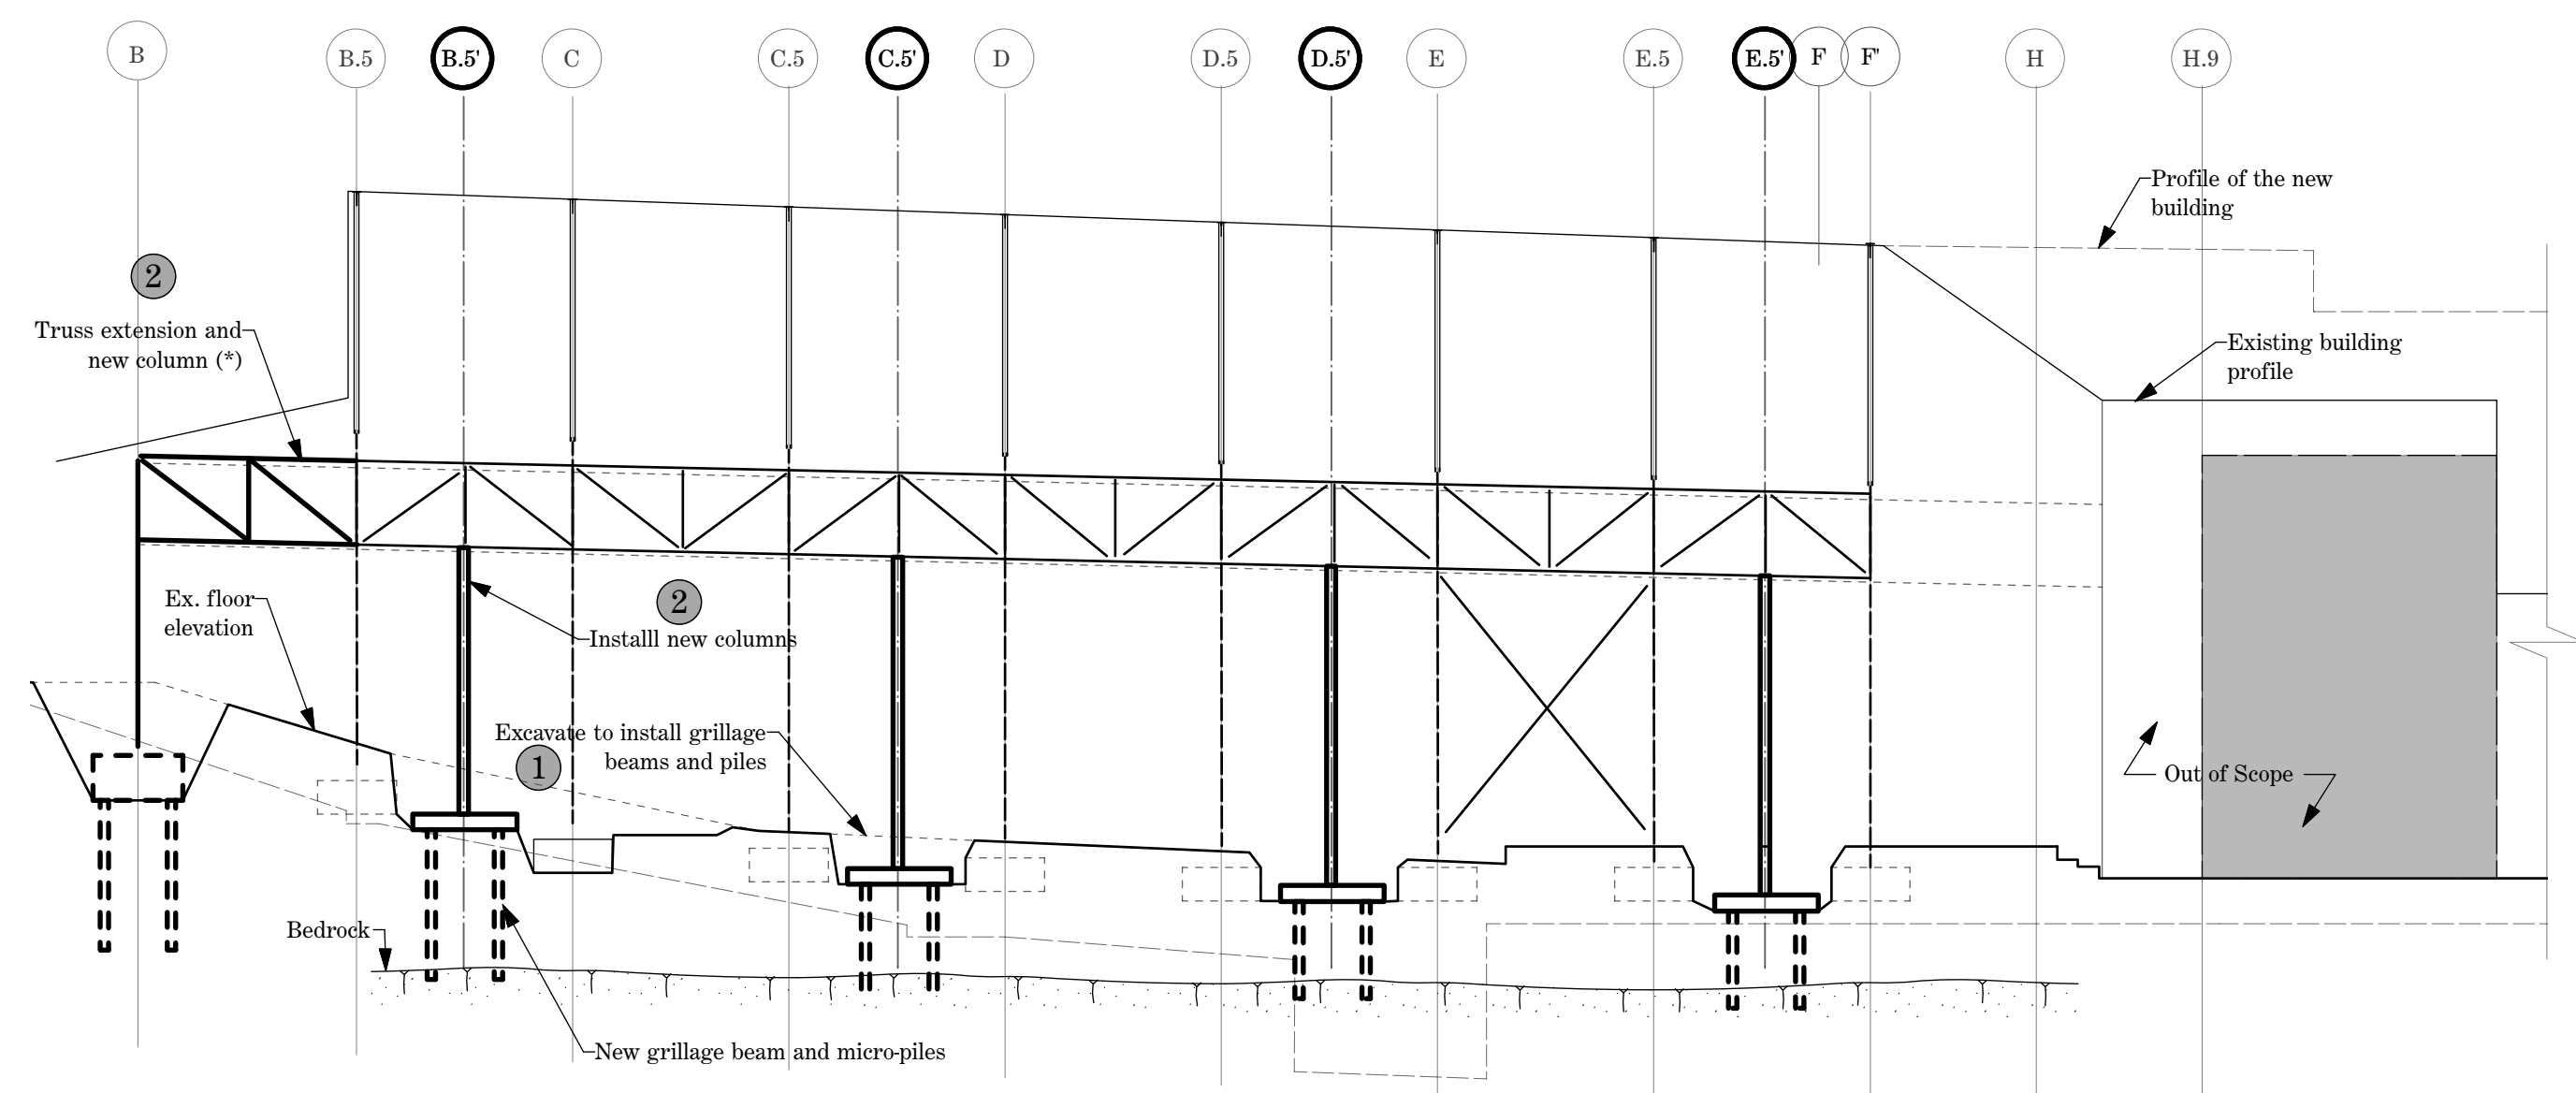 B
B.5
B.5'
C
C.5
C.5'
D
D.5
D.5'
E
E.5
E.5'
F
F'
H
H.9
Profile of the new
building
2
Truss extension and
new column (*)
Existing building
profile
Ex. floor
elevation
2
Installl new columns
Excavate to install grillage
beams and piles
1
Out of Scope
Bedrock
New grillage beam and micro-piles